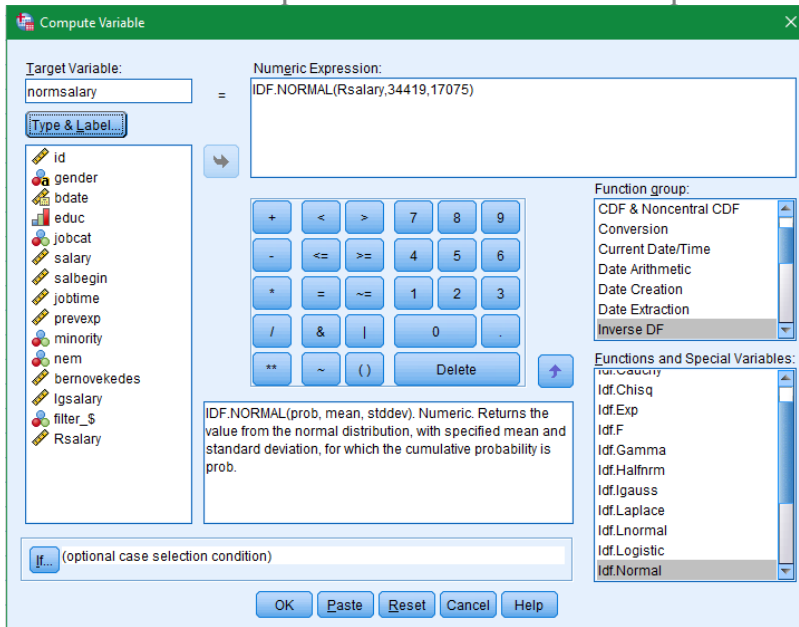 Compute Variable
Target Variable:
normsalary
=
Numeric Expression:
IDF.NORMAL(Rsalary,34419,17075)
Type & Label...
id
gender
bdate
educ
jobcat
salary
salbegin
jobtime
prevexp
minority
nem
bernovekedes
lgsalary
filter_$
Rsalary
+ < > 7 8 9
- <= >= 4 5 6
* = ~= 1 2 3
/ & | 0 .
** ~ ( ) Delete
Function group:
CDF & Noncentral CDF
Conversion
Current Date/Time
Date Arithmetic
Date Creation
Date Extraction
Inverse DF
Functions and Special Variables:
Idf.Cauchy
Idf.Chisq
Idf.Exp
Idf.F
Idf.Gamma
Idf.Halfnrm
Idf.Igauss
Idf.Laplace
Idf.Lnormal
Idf.Logistic
Idf.Normal
IDF.NORMAL(prob, mean, stddev). Numeric. Returns the
value from the normal distribution, with specified mean and
standard deviation, for which the cumulative probability is
prob.
If... (optional case selection condition)
OK Paste Reset Cancel Help